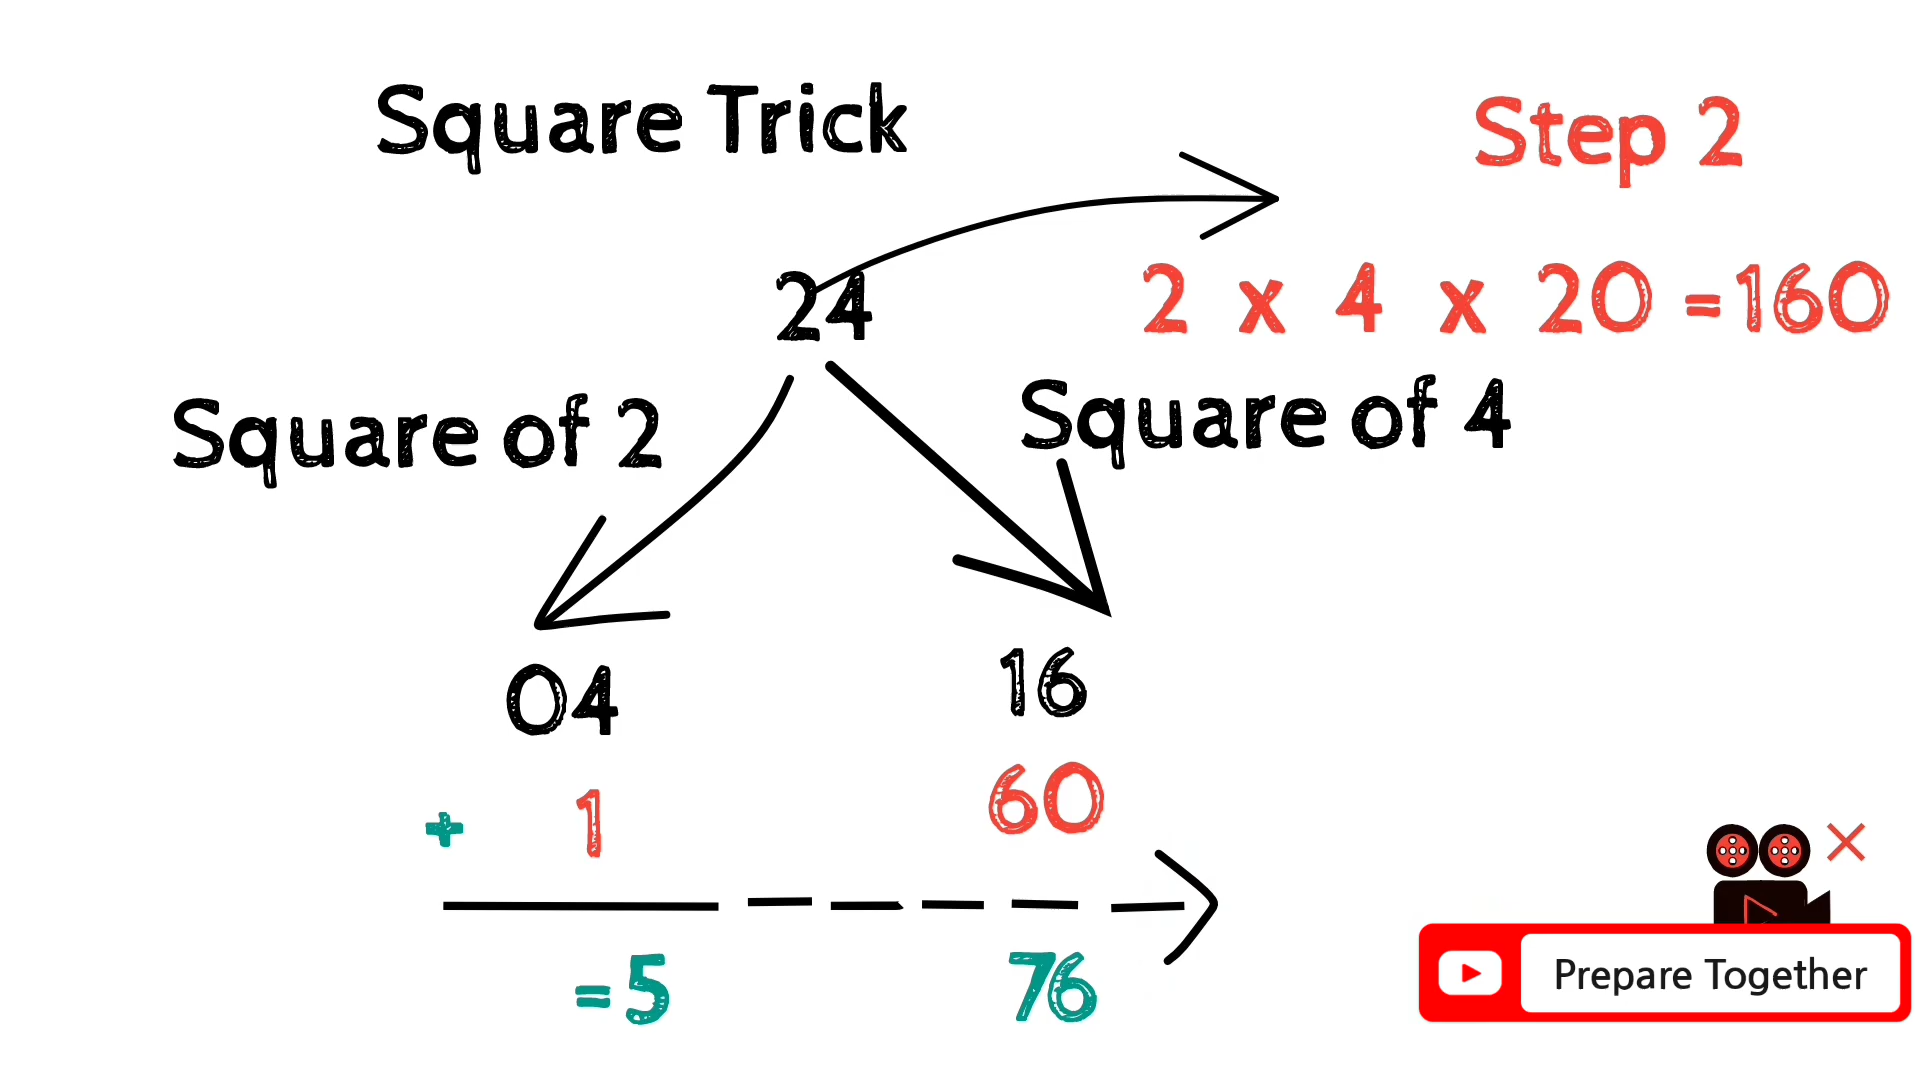 Square Trick
Step 2
24
2 x 4 x 20 =160
Square of 2
Square of 4
04
16
+ 1
60
=5
76
Prepare Together